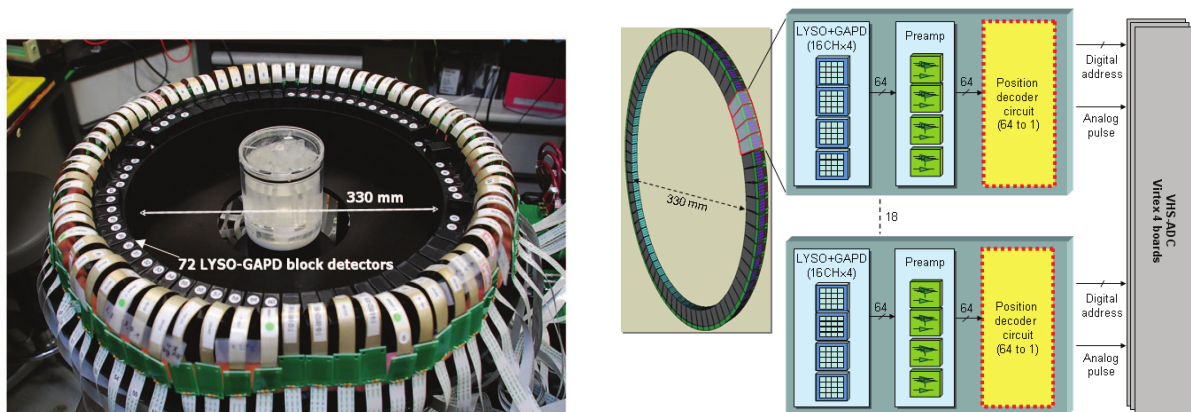 330 mm
72 LYSO-GAPD block detectors
330 mm
LYSO+GAPD
(16CH×4)
Preamp
64
64
Position
decoder
circuit
(64 to 1)
Digital
address
Analog
pulse
18
LYSO+GAPD
(16CH×4)
Preamp
64
64
Position
decoder
circuit
(64 to 1)
Digital
address
Analog
pulse
VHS-ADC
Virtex 4 boards